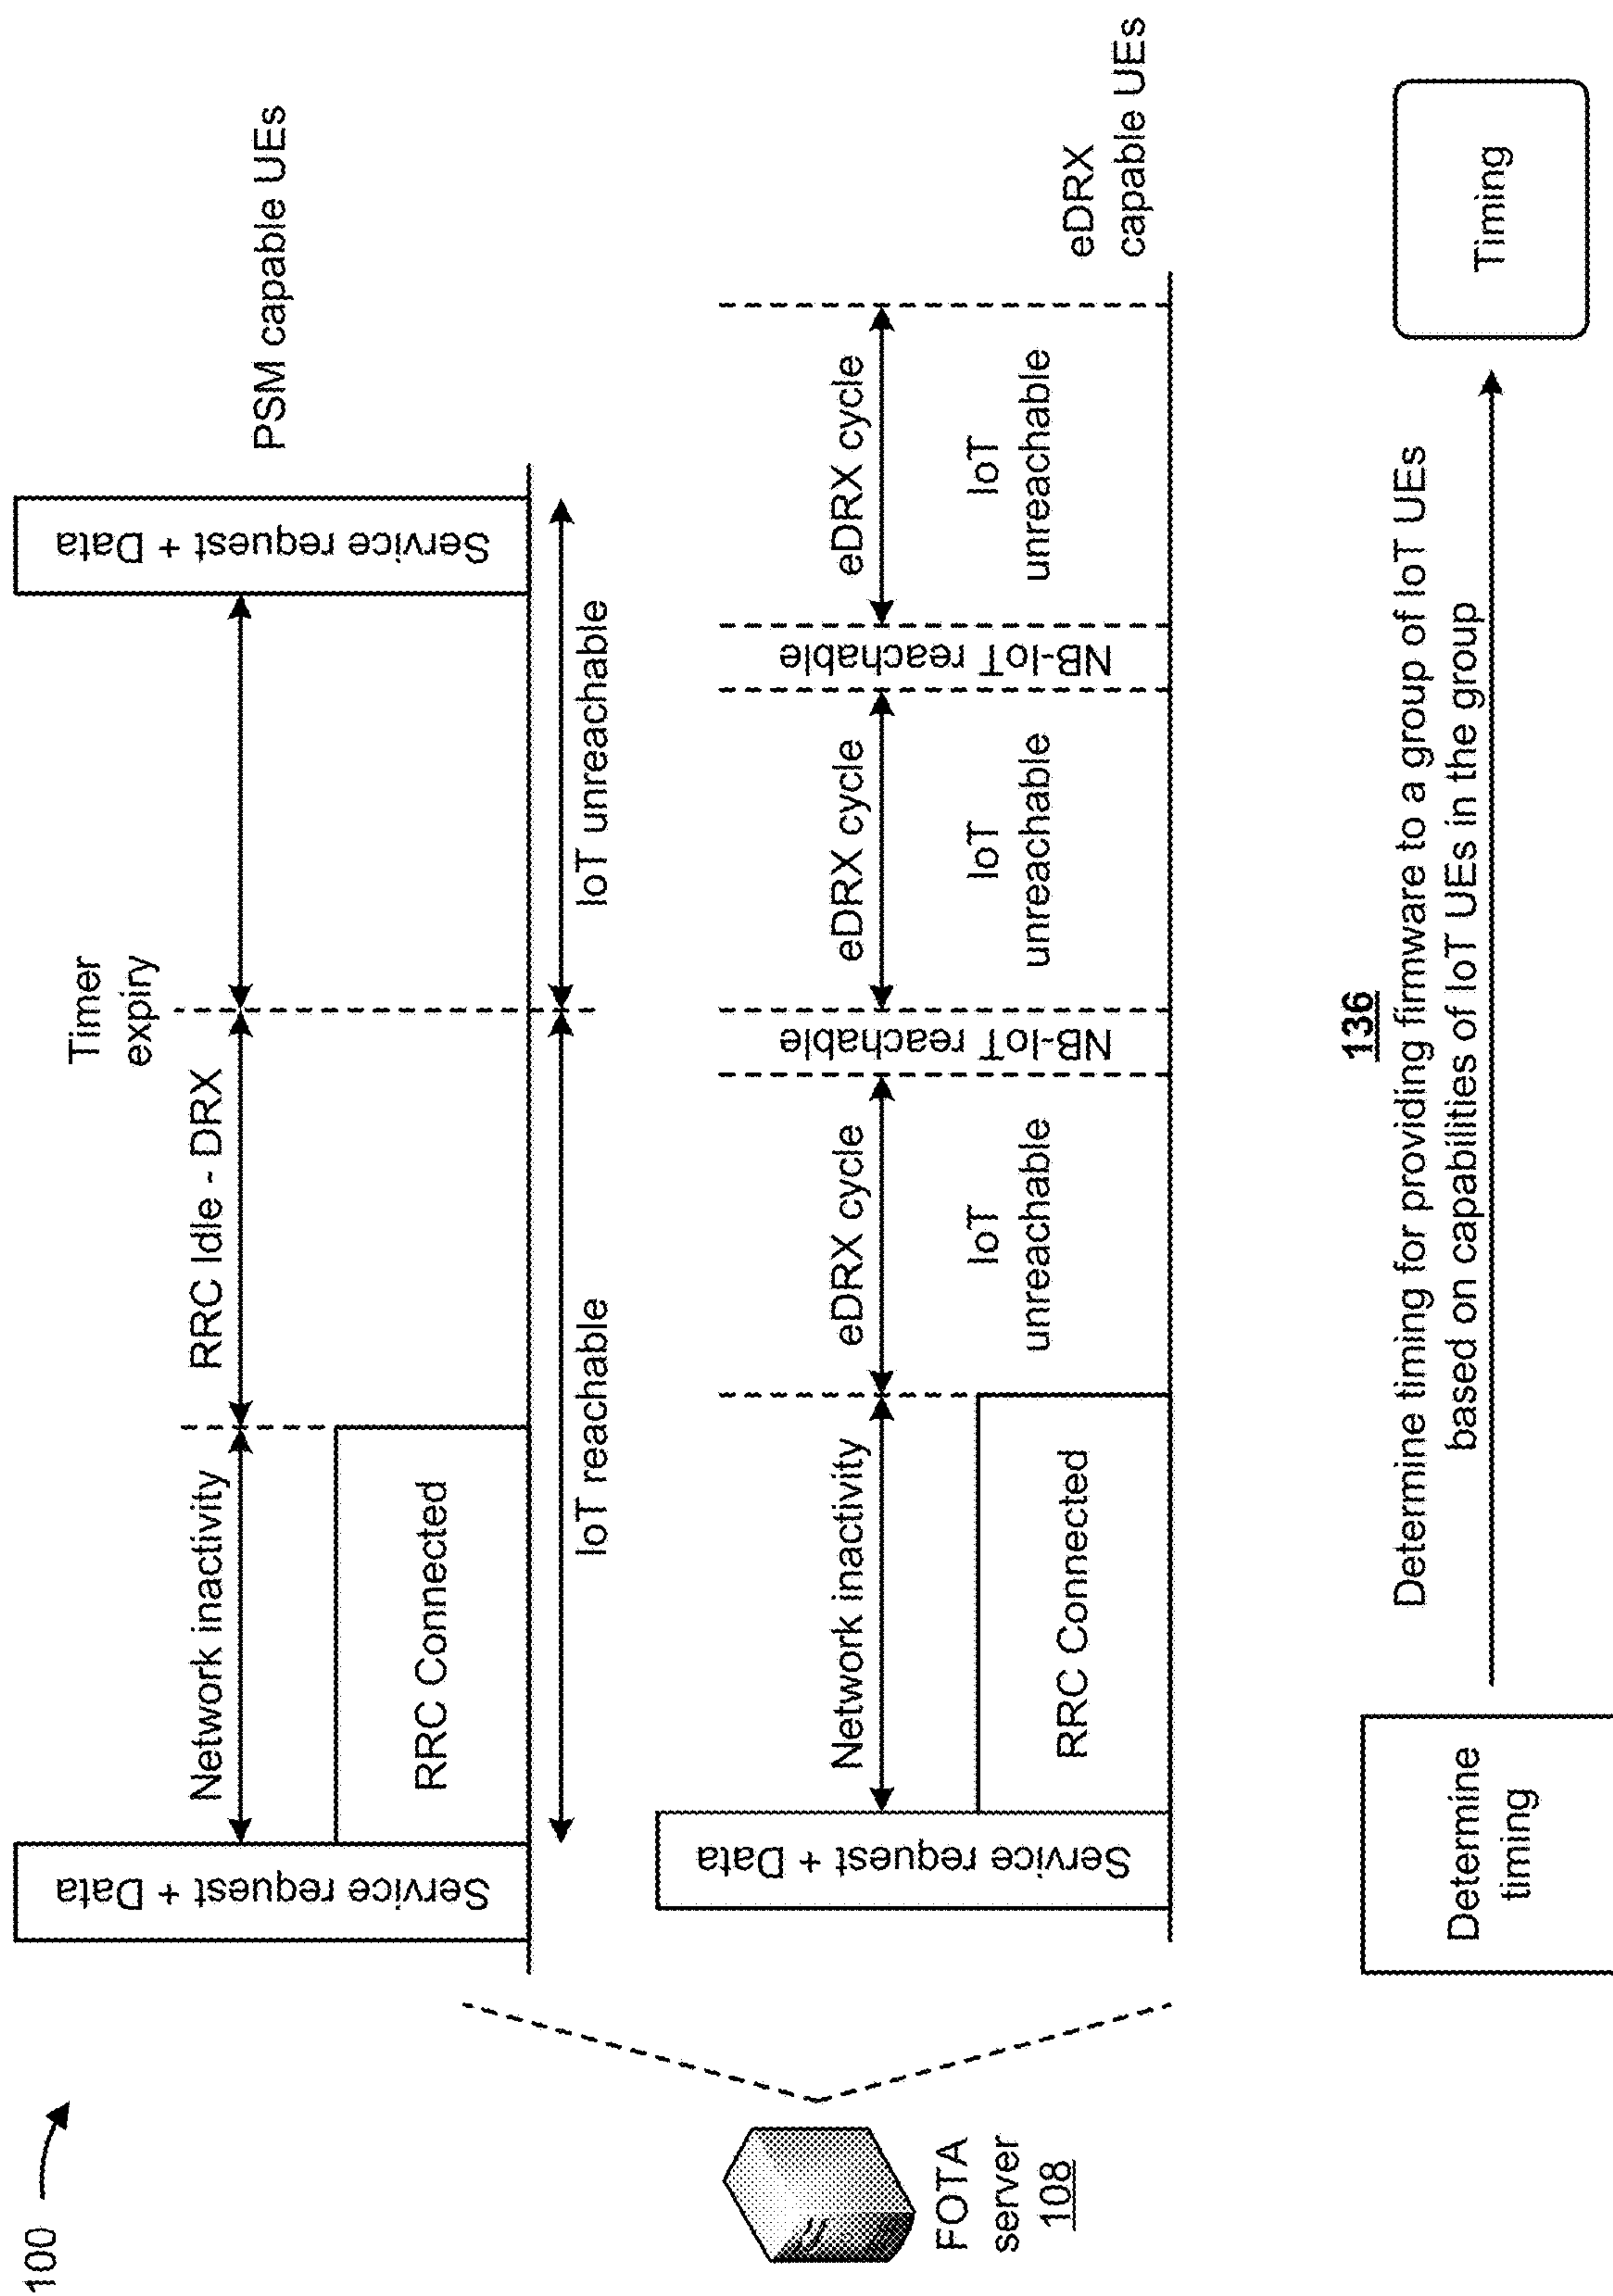 100
PSM capable UEs
Timer
expiry
Service request + Data
Network inactivity
RRC Idle - DRX
Service request + Data
RRC Connected
IoT reachable
IoT unreachable
FOTA
server
108
eDRX
capable UEs
Service request + Data
Network inactivity
eDRX cycle
NB-IoT reachable
eDRX cycle
NB-IoT reachable
eDRX cycle
RRC Connected
IoT
unreachable
IoT
unreachable
IoT
unreachable
136
Determine timing for providing firmware to a group of IoT UEs
based on capabilities of IoT UEs in the group
Determine
timing
Timing